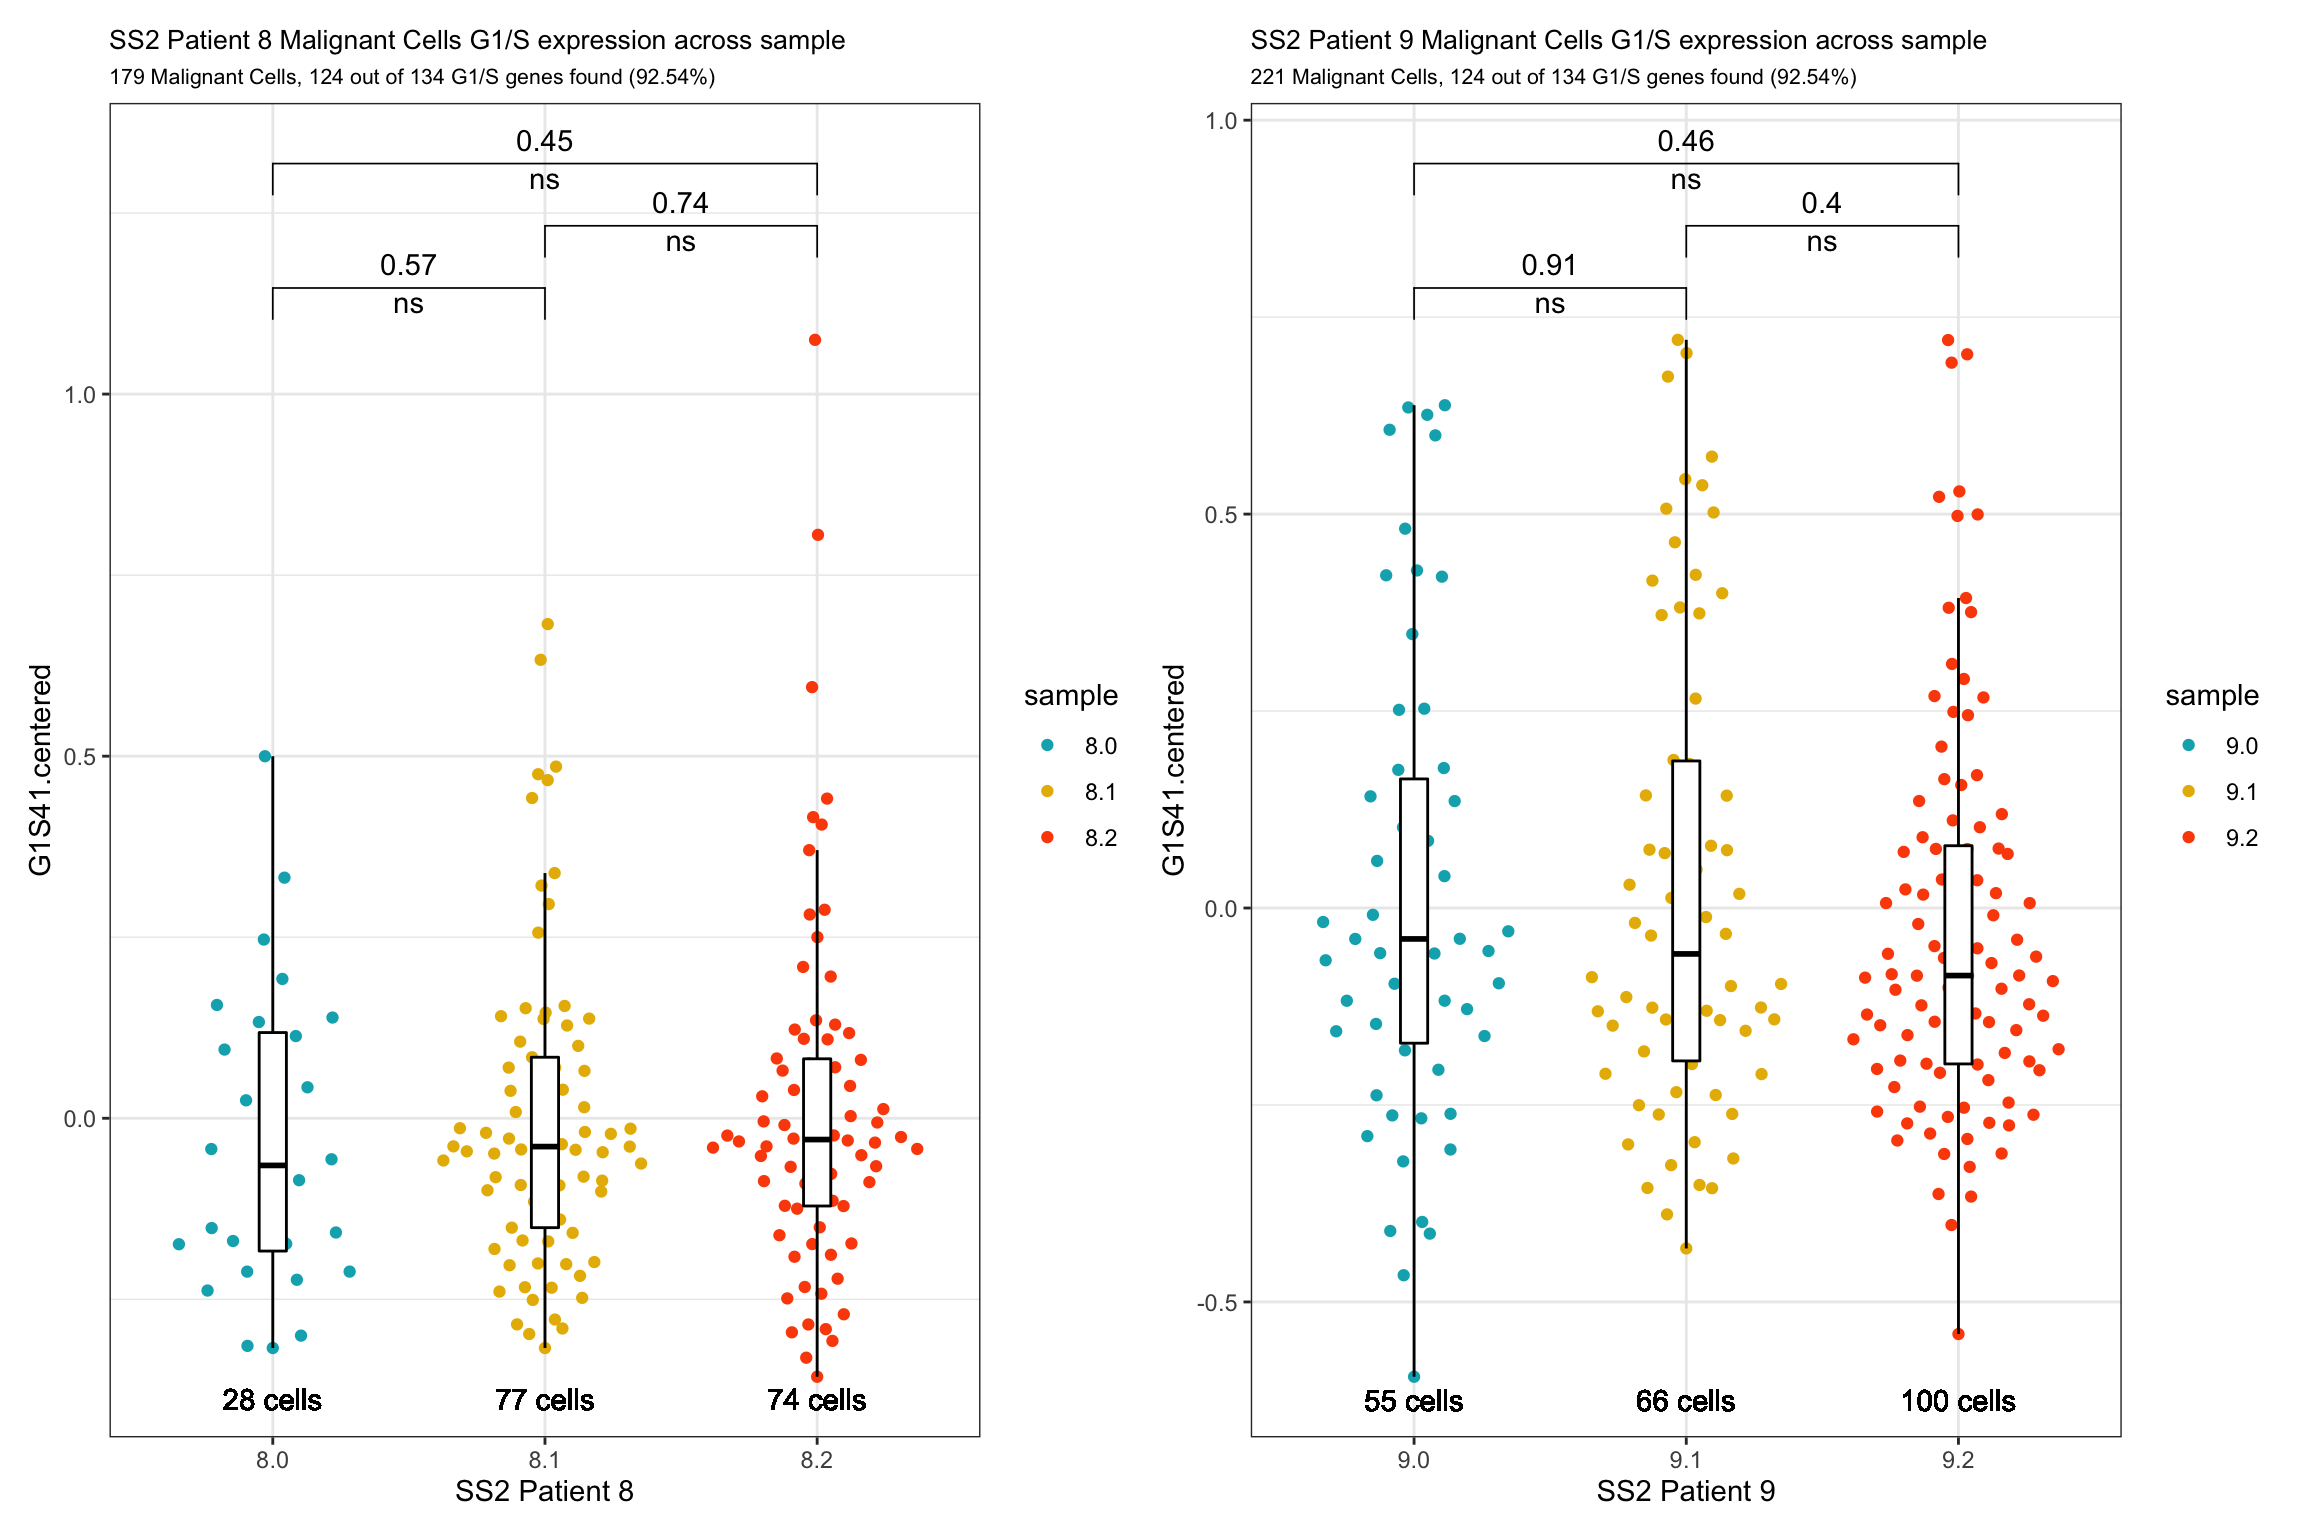 SS2 Patient 8 Malignant Cells G1/S expression across sample
179 Malignant Cells, 124 out of 134 G1/S genes found (92.54%)
0.45
ns
0.74
ns
0.57
ns
1.0
0.5
0.0
G1S41.centered
28 cells
77 cells
74 cells
8.0
8.1
8.2
SS2 Patient 8
sample
8.0
8.1
8.2
SS2 Patient 9 Malignant Cells G1/S expression across sample
221 Malignant Cells, 124 out of 134 G1/S genes found (92.54%)
1.0
0.46
ns
0.4
ns
0.91
ns
0.5
0.0
-0.5
G1S41.centered
55 cells
66 cells
100 cells
9.0
9.1
9.2
SS2 Patient 9
sample
9.0
9.1
9.2